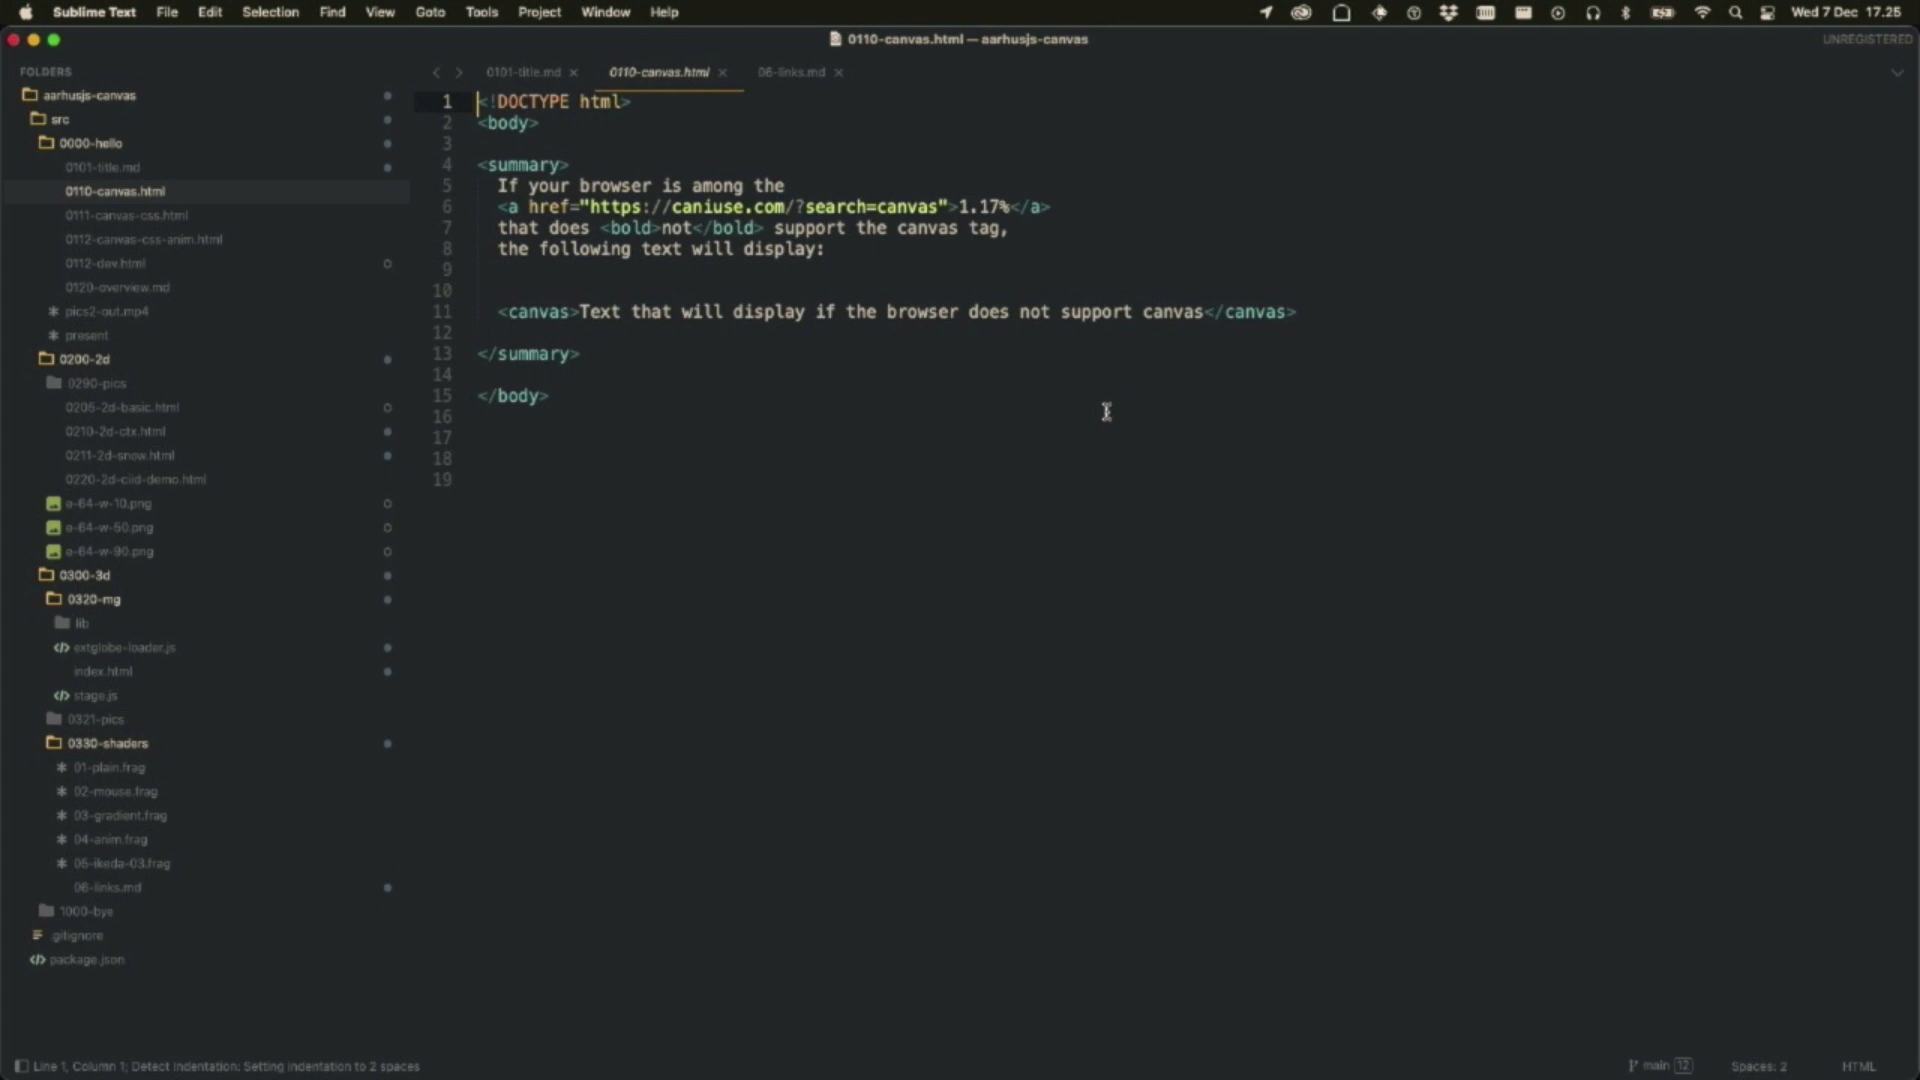 Sublime Text File Edit Selection Find View Goto Tools Project Window Help Wed 7 Dec 17.25
0110-canvas.html — aarhusjs-canvas UNREGISTERED
FOLDERS
aarhusjs-canvas
src
0000-hello
0101-title.md
0110-canvas.html
0111-canvas-css.html
0112-canvas-css-anim.html
0112-dev.html
0120-overview.md
pics2-out.mp4
present
0200-2d
0290-pics
0205-2d-basic.html
0210-2d-ctx.html
0211-2d-snow.html
0220-2d-ciid-demo.html
e-64-w-10.png
e-64-w-50.png
e-64-w-90.png
0300-3d
0320-mg
lib
extglobe-loader.js
index.html
stage.js
0321-pics
0330-shaders
01-plain.frag
02-mouse.frag
03-gradient.frag
04-anim.frag
05-ikeda-03.frag
06-links.md
1000-bye
.gitignore
package.json
0101-title.md 0110-canvas.html 06-links.md
1 <!DOCTYPE html>
2 <body>
3
4 <summary>
5 If your browser is among the
6 <a href="https://caniuse.com/?search=canvas">1.17%</a>
7 that does <bold>not</bold> support the canvas tag,
8 the following text will display:
9
10
11 <canvas>Text that will display if the browser does not support canvas</canvas>
12
13 </summary>
14
15 </body>
16
17
18
19
Line 1, Column 1; Detect Indentation: Setting indentation to 2 spaces main 12 Spaces: 2 HTML